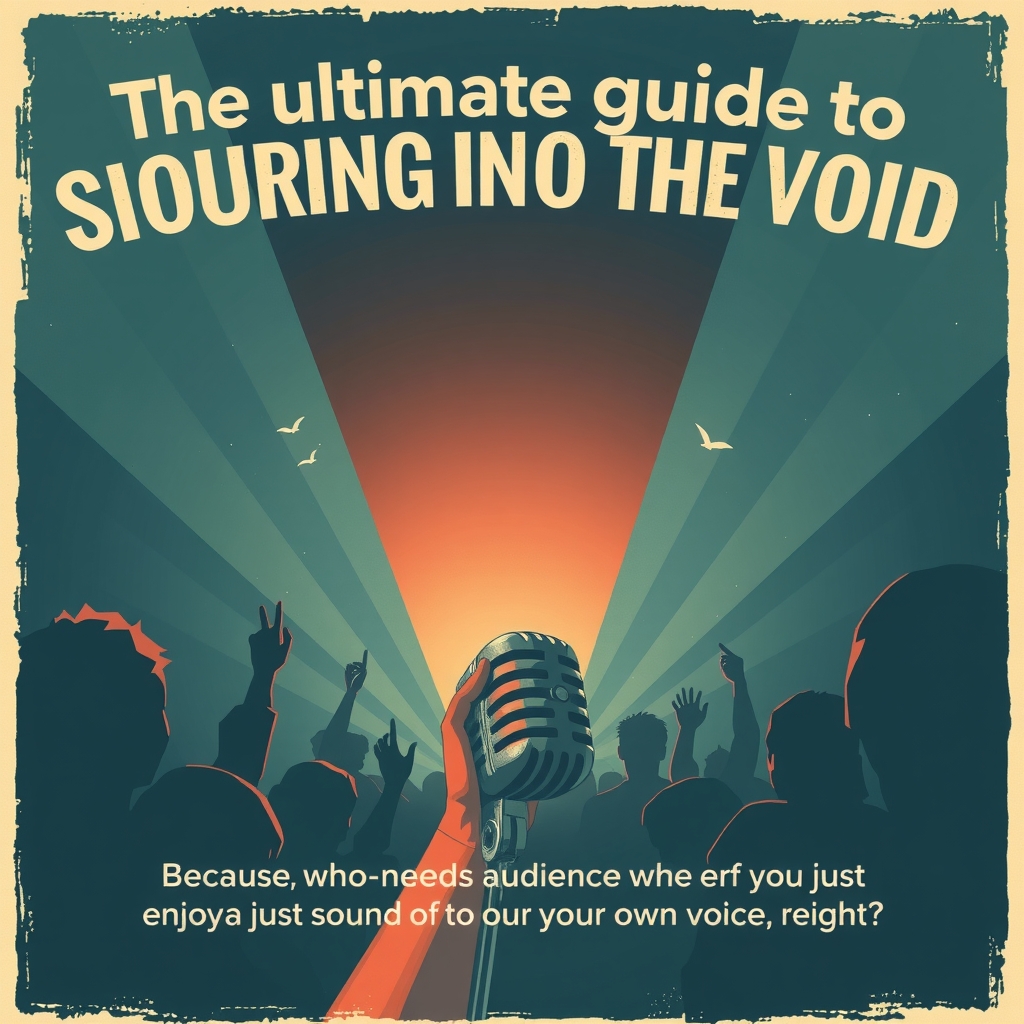 The ultimate guide to
SIOURING INO THE VOID
Because, who-needs audience whe erf you just
enjoya just sound of to our your own voice, reight?